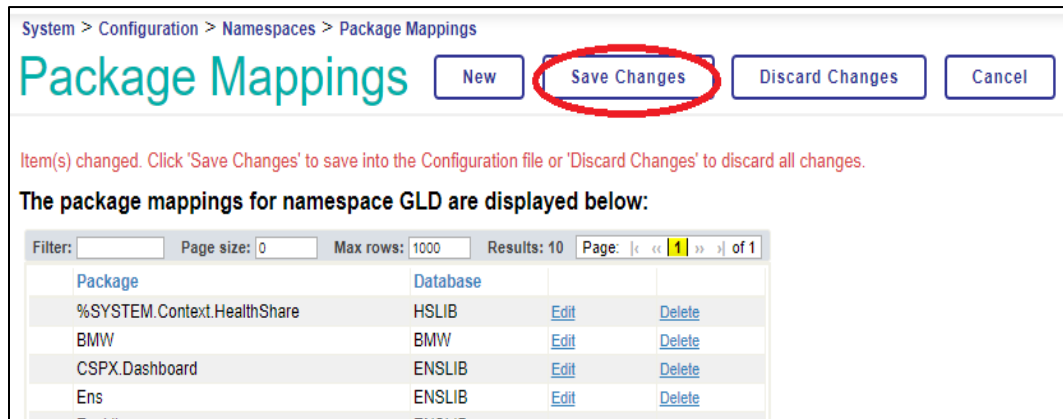 System > Configuration > Namespaces > Package Mappings
Package Mappings New Save Changes Discard Changes Cancel
Item(s) changed. Click 'Save Changes' to save into the Configuration file or 'Discard Changes' to discard all changes.
The package mappings for namespace GLD are displayed below:
Filter: Page size: 0 Max rows: 1000 Results: 10 Page: |< << 1 >> >| of 1
Package Database
%SYSTEM.Context.HealthShare HSLIB Edit Delete
BMW BMW Edit Delete
CSPX.Dashboard ENSLIB Edit Delete
Ens ENSLIB Edit Delete